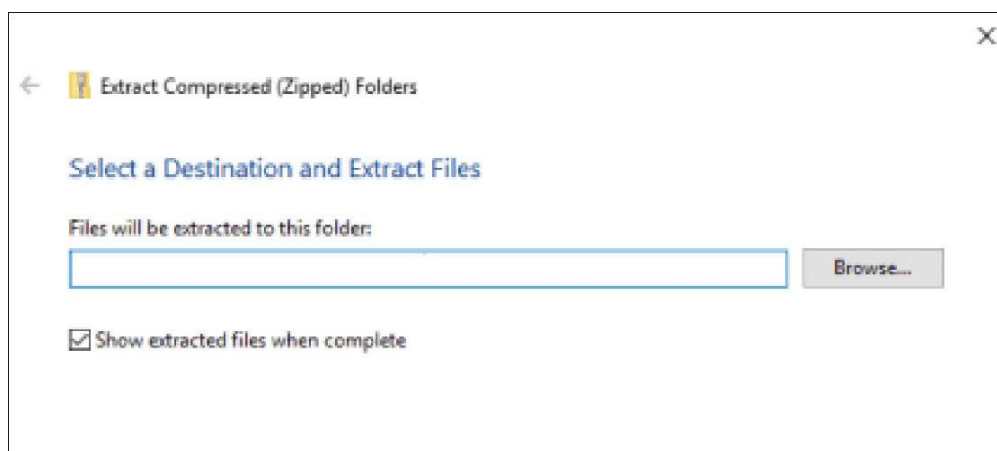 Extract Compressed (Zipped) Folders
Select a Destination and Extract Files
Files will be extracted to this folder:
Browse...
Show extracted files when complete